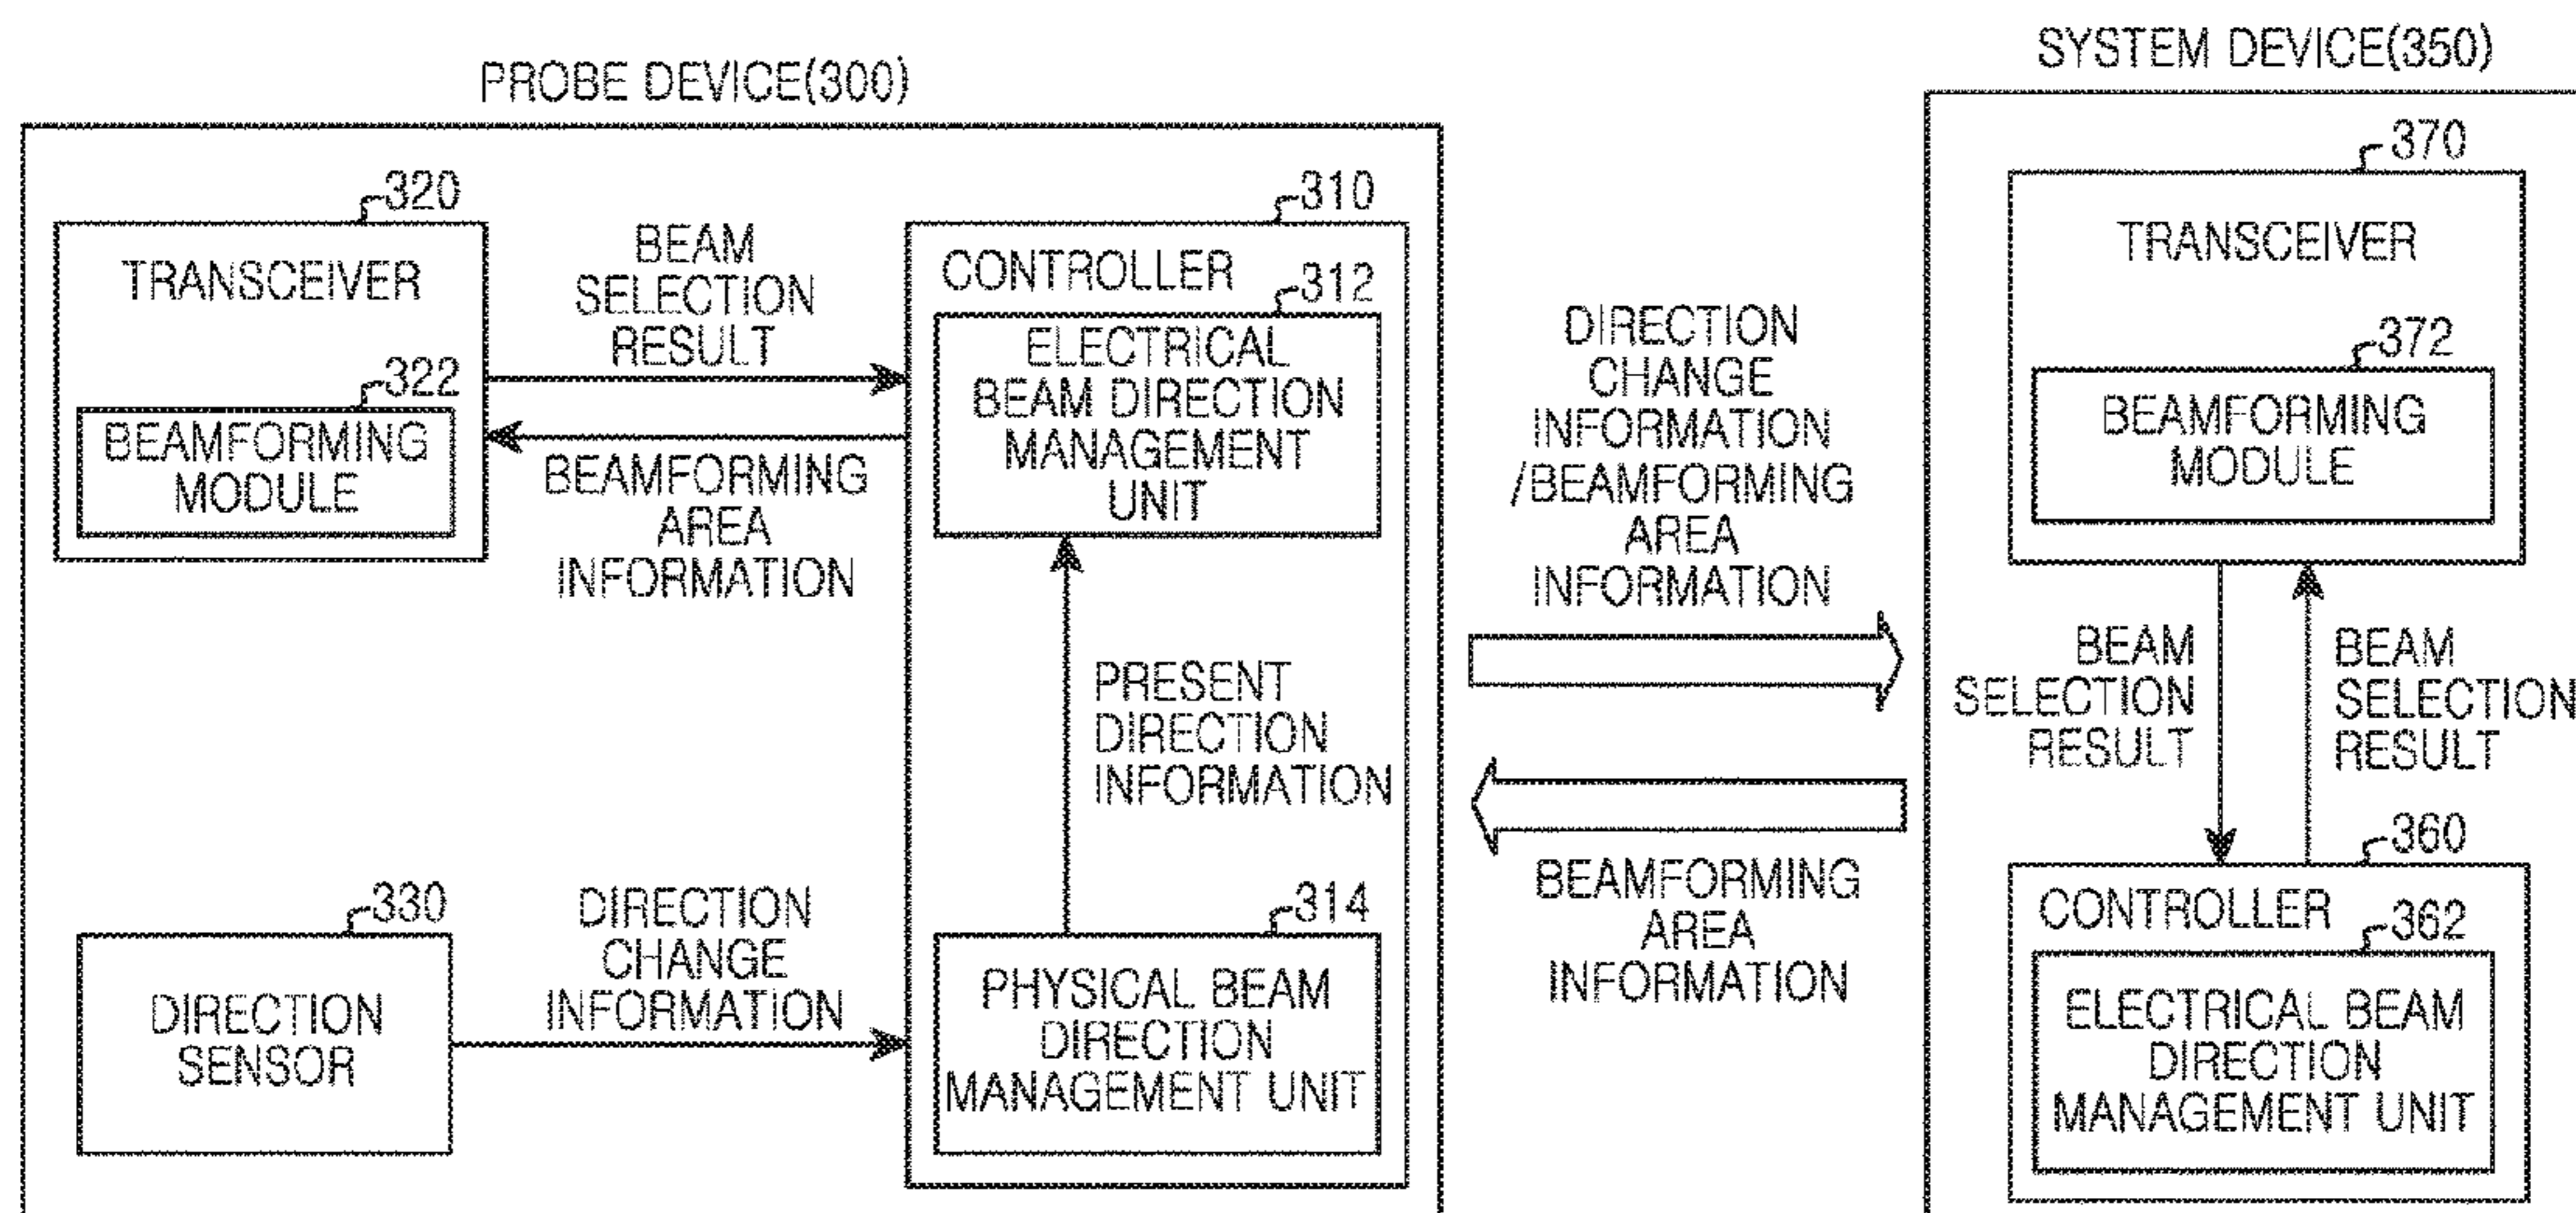 PROBE DEVICE(300)
SYSTEM DEVICE(350)
320
TRANSCEIVER
322
BEAMFORMING
MODULE
BEAM
SELECTION
RESULT
BEAMFORMING
AREA
INFORMATION
310
CONTROLLER
312
ELECTRICAL
BEAM DIRECTION
MANAGEMENT
UNIT
PRESENT
DIRECTION
INFORMATION
330
DIRECTION
SENSOR
DIRECTION
CHANGE
INFORMATION
314
PHYSICAL BEAM
DIRECTION
MANAGEMENT UNIT
DIRECTION
CHANGE
INFORMATION
/BEAMFORMING
AREA
INFORMATION
BEAMFORMING
AREA
INFORMATION
370
TRANSCEIVER
372
BEAMFORMING
MODULE
BEAM
SELECTION
RESULT
BEAM
SELECTION
RESULT
360
CONTROLLER
362
ELECTRICAL BEAM
DIRECTION
MANAGEMENT UNIT